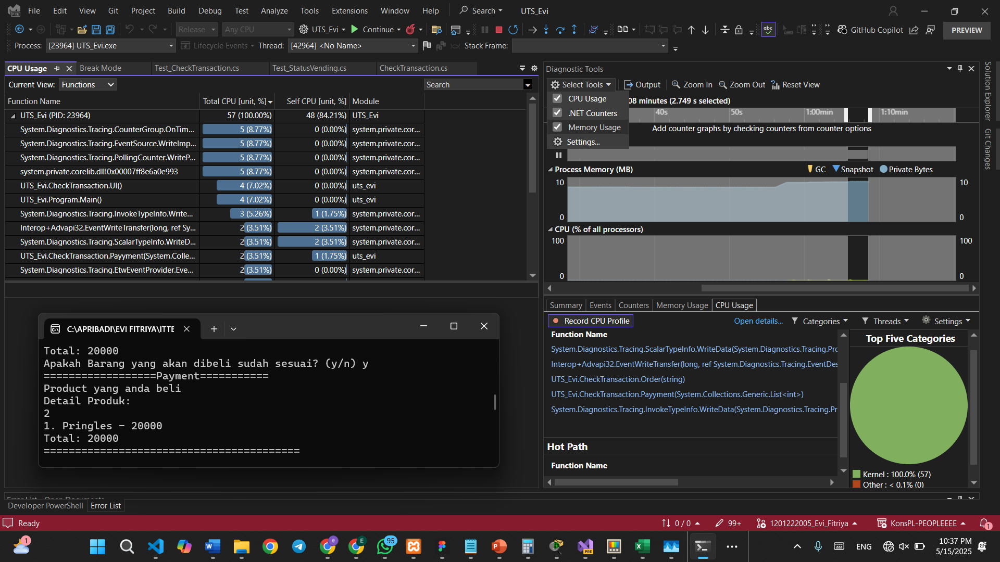 File Edit View Git Project Build Debug Test Analyze Tools Extensions Window Help Search UTS_Evi
Release Any CPU UTS_Evi Continue GitHub Copilot PREVIEW
Process: [23964] UTS_Evi.exe Lifecycle Events Thread: [42964] <No Name> Stack Frame:
CPU Usage Break Mode Test_CheckTransaction.cs Test_StatusVending.cs CheckTransaction.cs
Current View: Functions Search
Function Name Total CPU [unit, %] Self CPU [unit, %] Module
UTS_Evi (PID: 23964) 57 (100.00%) 48 (84.21%) UTS_Evi
System.Diagnostics.Tracing.CounterGroup.OnTim... 5 (8.77%) 0 (0.00%) system.private.cor...
System.Diagnostics.Tracing.EventSource.WriteImp... 5 (8.77%) 0 (0.00%) system.private.cor...
System.Diagnostics.Tracing.PollingCounter.WriteP... 5 (8.77%) 0 (0.00%) system.private.cor...
system.private.corelib.dll!0x00007ff8e6a0e993 5 (8.77%) 0 (0.00%) system.private.cor...
UTS_Evi.CheckTransaction.UI() 4 (7.02%) 0 (0.00%) uts_evi
UTS_Evi.Program.Main() 4 (7.02%) 0 (0.00%) uts_evi
System.Diagnostics.Tracing.InvokeTypeInfo.Write... 3 (5.26%) 1 (1.75%) system.private.cor...
Interop+Advapi32.EventWriteTransfer(long, ref Sy... 2 (3.51%) 2 (3.51%) system.private.cor...
System.Diagnostics.Tracing.ScalarTypeInfo.WriteD... 2 (3.51%) 2 (3.51%) system.private.cor...
UTS_Evi.CheckTransaction.Payyment(System.Colle... 2 (3.51%) 1 (1.75%) uts_evi
System.Diagnostics.Tracing.EtwEventProvider.Eve... 2 (3.51%) 0 (0.00%) system.private.cor...
C:\APRIBADI\EVI FITRIYA\ITTE
Total: 20000
Apakah Barang yang akan dibeli sudah sesuai? (y/n) y
==================Payment===========
Product yang anda beli
Detail Produk:
2
1. Pringles - 20000
Total: 20000
=========================================
Diagnostic Tools
Select Tools Output Zoom In Zoom Out Reset View
CPU Usage
.NET Counters
Memory Usage
Settings...
08 minutes (2.749 s selected)
40s 50s 1:00min 1:10min
Add counter graphs by checking counters from counter options
Process Memory (MB) GC Snapshot Private Bytes
10 10
0 0
CPU (% of all processors)
100 100
0 0
Summary Events Counters Memory Usage CPU Usage
Record CPU Profile Open details... Categories Threads Settings
Function Name
System.Diagnostics.Tracing.ScalarTypeInfo.WriteData(System.Diagnostics.Tracing.Pro
Interop+Advapi32.EventWriteTransfer(long, ref System.Diagnostics.Tracing.EventDes
UTS_Evi.CheckTransaction.Order(string)
UTS_Evi.CheckTransaction.Payyment(System.Collections.Generic.List<int>)
System.Diagnostics.Tracing.InvokeTypeInfo.WriteData(System.Diagnostics.Tracing.Pr
Hot Path
Function Name
Top Five Categories
Kernel : 100.0% (57)
Other : < 0.1% (0)
Solution Explorer
Git Changes
Error List Open Documents
Developer PowerShell Error List
Ready 0 / 0 99+ 1201222005_Evi_Fitriya KonsPL-PEOPLEEEE 1
1 95 ENG 10:37 PM
5/15/2025